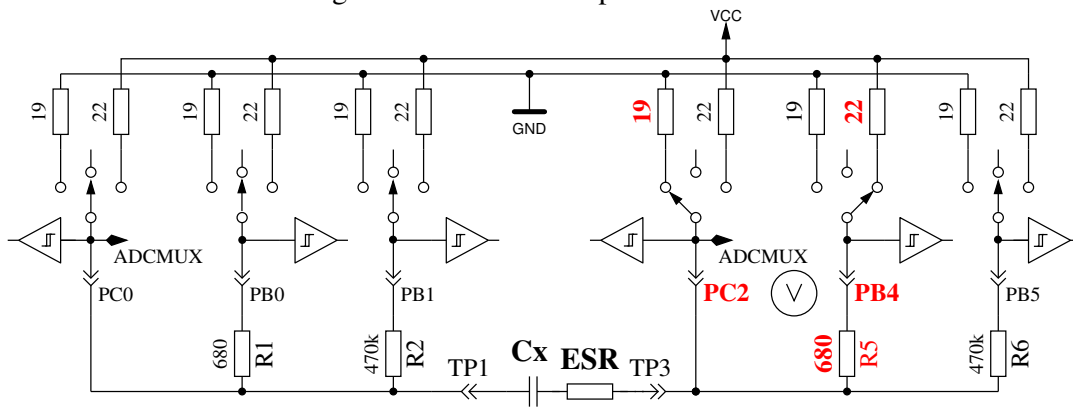 VCC
19 22 19 22 19 22 19 22 19 22 19 22
GND
ADCMUX ADCMUX
PC0 PB0 PB1 PC2 V PB4 PB5
680 R1 470k R2 680 R5 470k R6
TP1 Cx ESR TP3